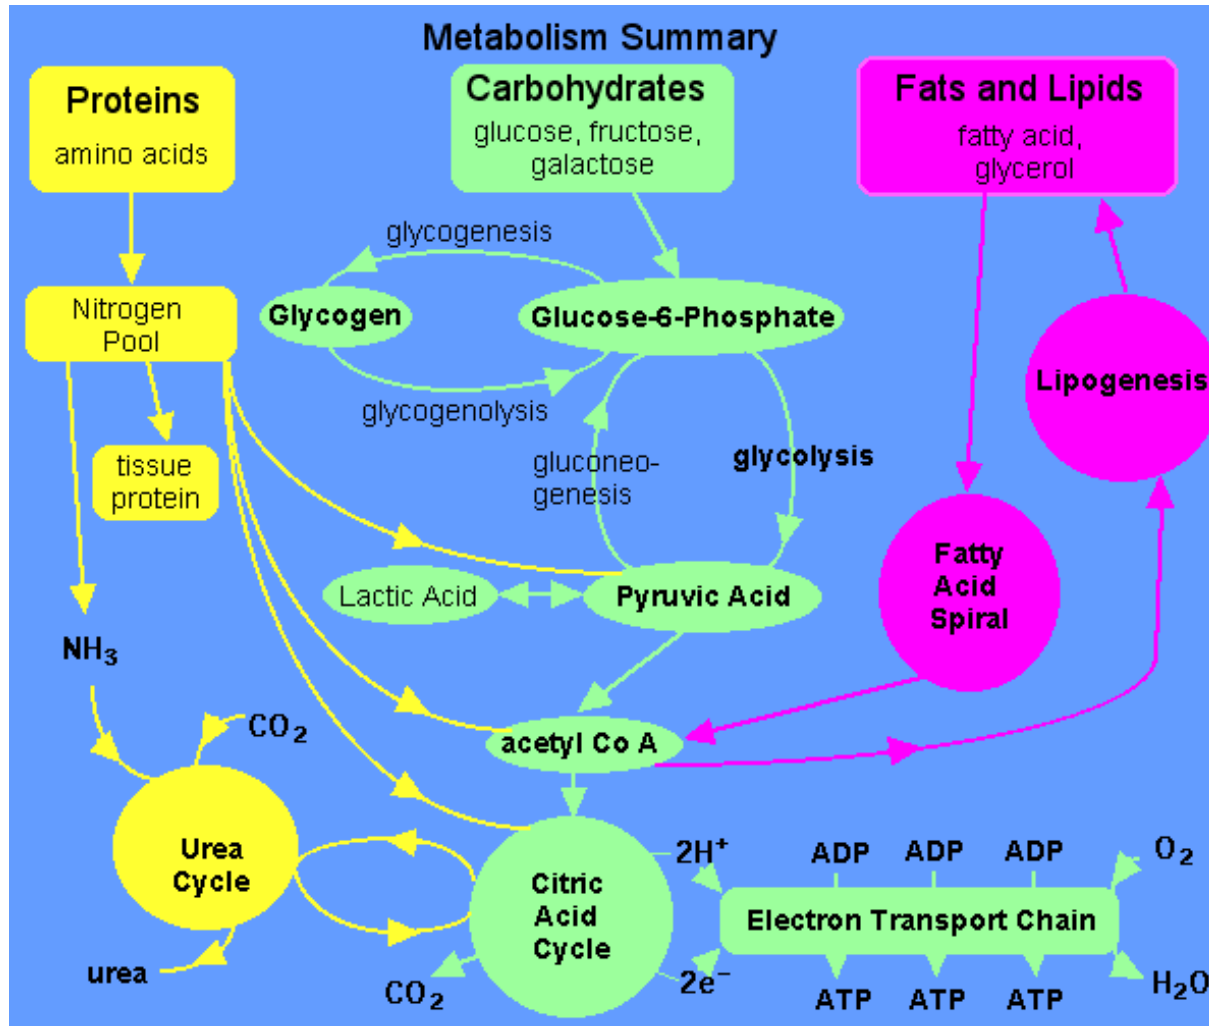 Metabolism Summary
Proteins
amino acids
Carbohydrates
glucose, fructose,
galactose
Fats and Lipids
fatty acid,
glycerol
glycogenesis
Nitrogen
Pool
Glycogen
Glucose-6-Phosphate
Lipogenesis
glycogenolysis
tissue
protein
gluconeo-
genesis
glycolysis
Fatty
Acid
Spiral
Lactic Acid
Pyruvic Acid
NH₃
CO₂
acetyl Co A
Urea
Cycle
Citric
Acid
Cycle
2H⁺
ADP
ADP
ADP
O₂
Electron Transport Chain
urea
CO₂
2e⁻
ATP
ATP
ATP
H₂O